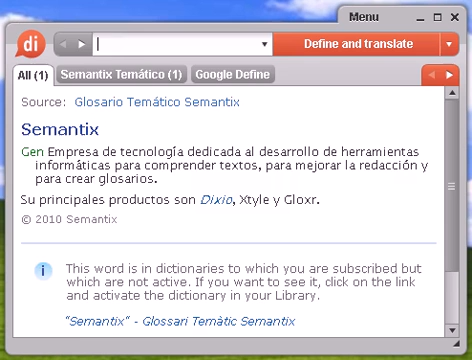 Menu
di
Define and translate
All (1)
Semantix Temático (1)
Google Define
Source: Glosario Temático Semantix
Semantix
Gen Empresa de tecnología dedicada al desarrollo de herramientas
informáticas para comprender textos, para mejorar la redacción y
para crear glosarios.
Su principales productos son Dixio, Xtyle y Gloxr.
© 2010 Semantix
i
This word is in dictionaries to which you are subscribed but
which are not active. If you want to see it, click on the link
and activate the dictionary in your Library.
"Semantix" - Glossari Temàtic Semantix